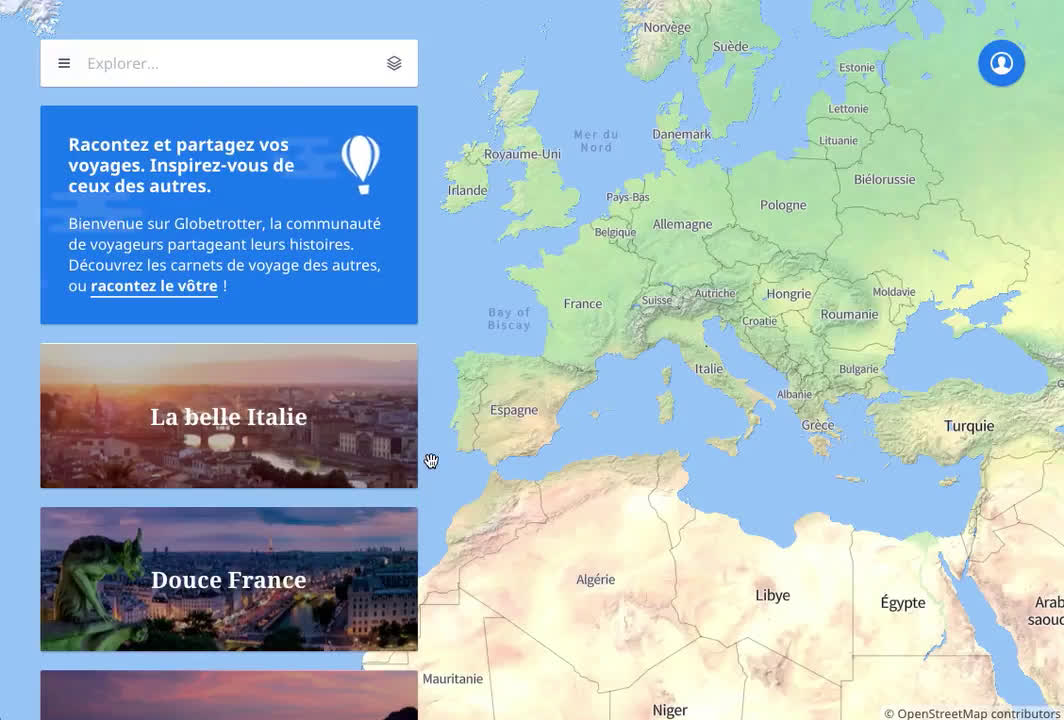 Explorer...
Racontez et partagez vos
voyages. Inspirez-vous de
ceux des autres.
Bienvenue sur Globetrotter, la communauté
de voyageurs partageant leurs histoires.
Découvrez les carnets de voyage des autres,
ou racontez le vôtre !
La belle Italie
Douce France
Norvège
Suède
Estonie
Lettonie
Mer du
Nord
Danemark
Lituanie
Royaume-Uni
Biélorussie
Irlande
Pays-Bas
Pologne
Allemagne
Belgique
France
Suisse
Autriche
Hongrie
Moldavie
Bay of
Biscay
Croatie
Roumanie
Italie
Bulgarie
Albanie
Espagne
Grèce
Turquie
Algérie
Libye
Égypte
Arab
saoud
Mauritanie
Niger
© OpenStreetMap contributors